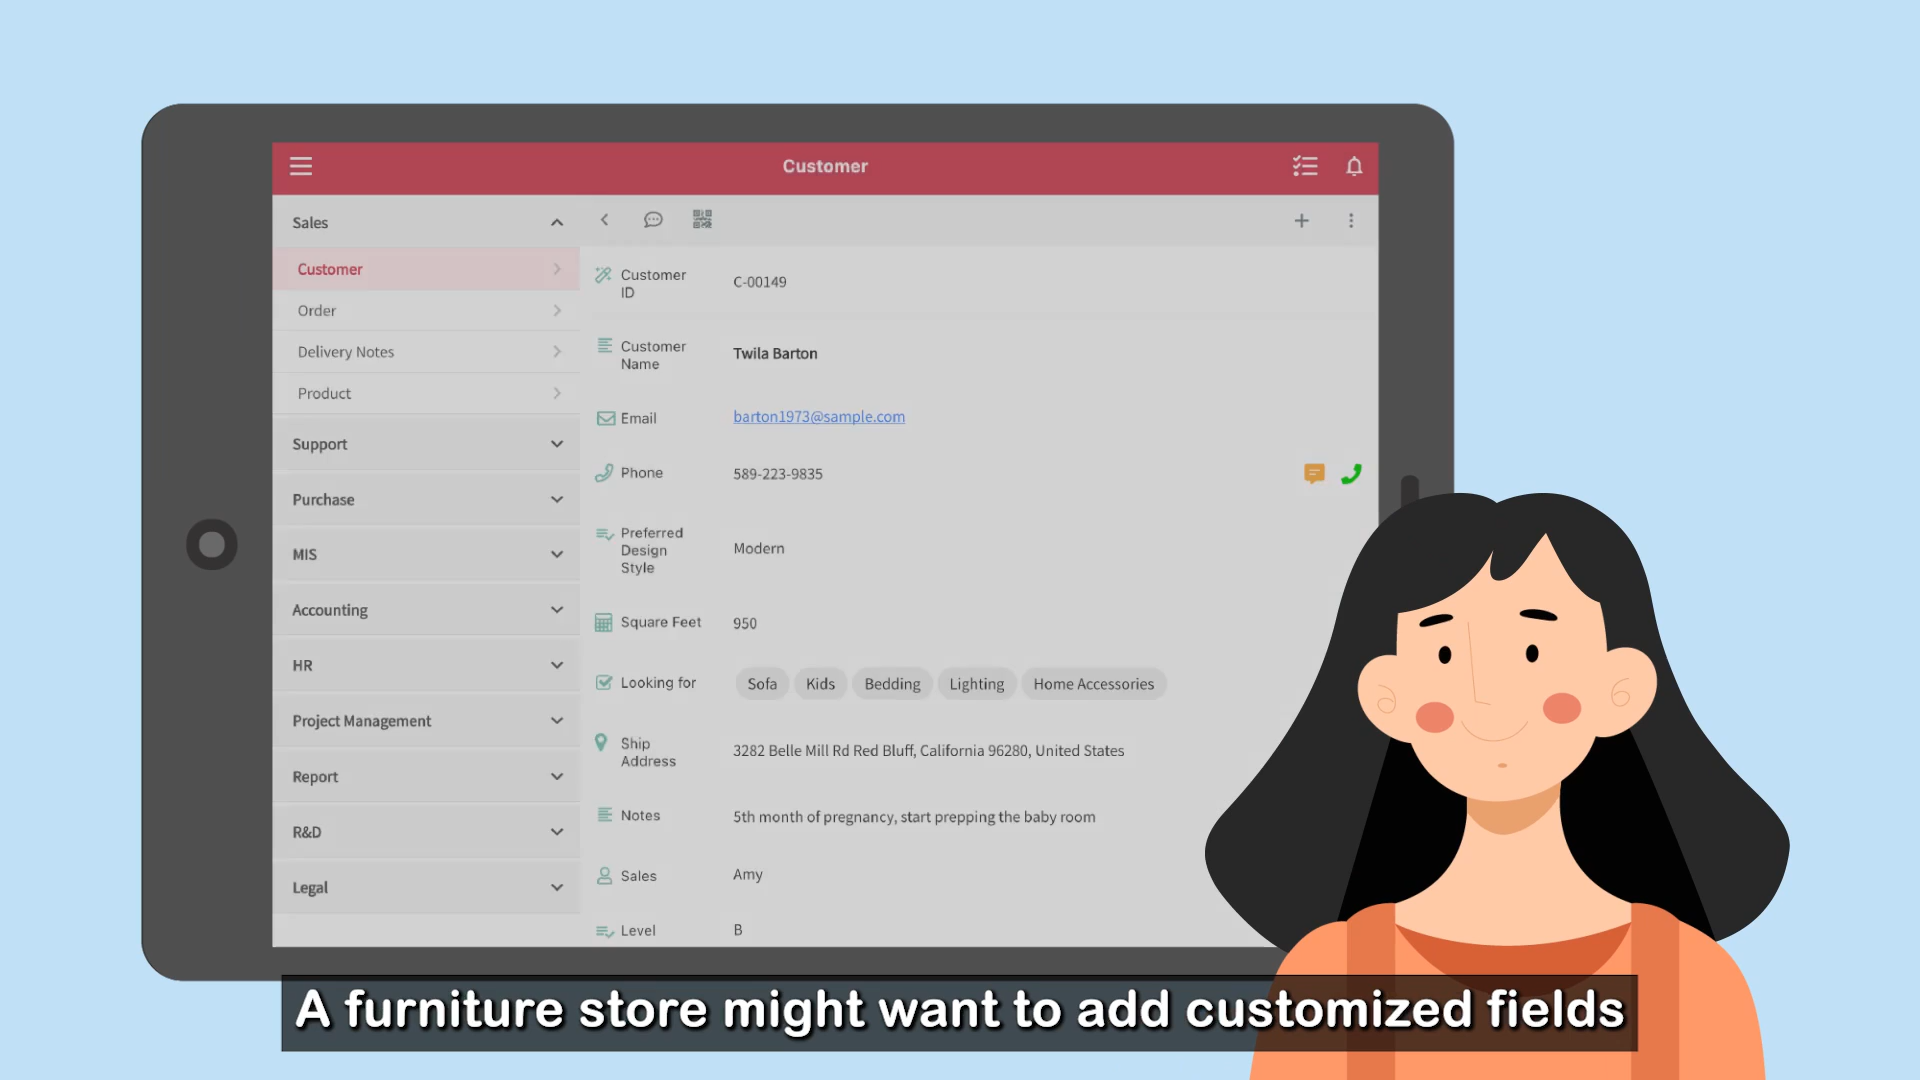 Customer
Sales
Customer
Order
Delivery Notes
Product
Support
Purchase
MIS
Accounting
HR
Project Management
Report
R&D
Legal
Customer
ID
C-00149
Customer
Name
Twila Barton
Email
barton1973@sample.com
Phone
589-223-9835
Preferred
Design
Style
Modern
Square Feet
950
Looking for
Sofa Kids Bedding Lighting Home Accessories
Ship
Address
3282 Belle Mill Rd Red Bluff, California 96280, United States
Notes
5th month of pregnancy, start prepping the baby room
Sales
Amy
Level
B
A furniture store might want to add customized fields